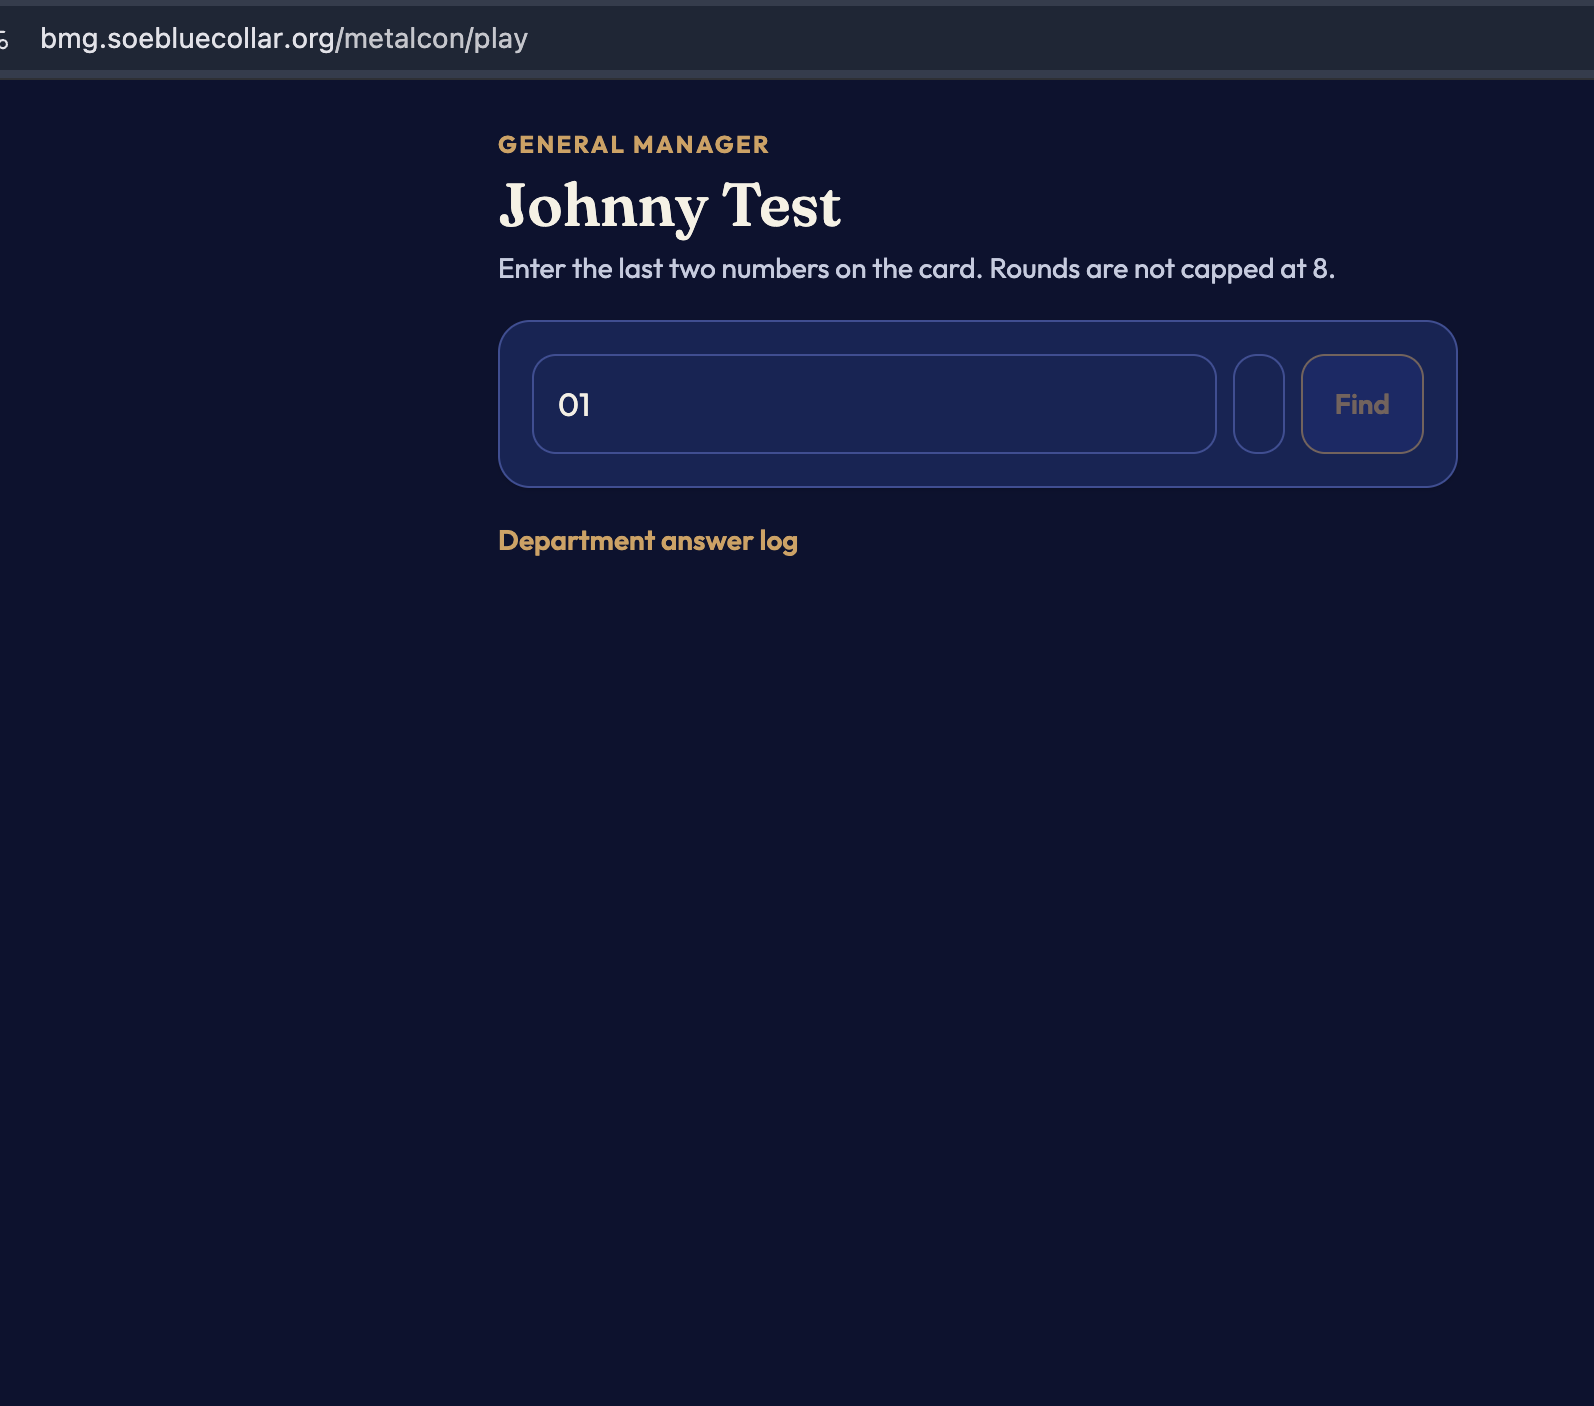 bmg.soebluecollar.org/metalcon/play
GENERAL MANAGER
Johnny Test
Enter the last two numbers on the card. Rounds are not capped at 8.
01
Find
Department answer log